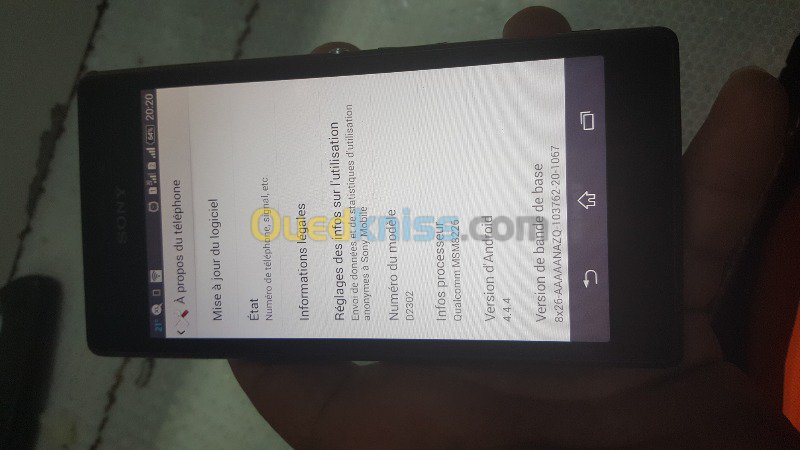 21°
64%
20:20
SONY
À propos du téléphone
Mise à jour du logiciel
État
Numéro de téléphone, signal, etc.
Informations légales
Réglages des infos sur l'utilisation
Envoi de données et de statistiques d'utilisation
anonymes à Sony Mobile
Numéro du modèle
D2302
Infos processeur
Qualcomm MSM8226
Version d'Android
4.4.4
Version de bande de base
8x26-AAAAANAZQ-103762-20-1067
Ouedkniss.com